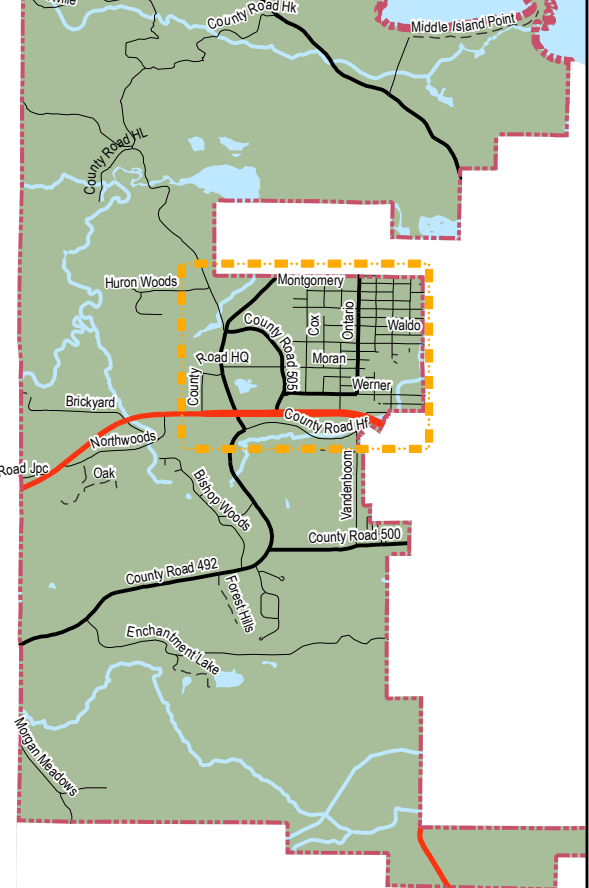 County Road Hk
Middle Island Point
County Road HL
Huron Woods
Montgomery
Cox
Ontario
Waldo
County Road 505
Road HQ
County
Moran
Werner
Brickyard
County Road Hf
Northwoods
Road Jpc
Oak
Bishop Woods
Vandenboom
County Road 500
County Road 492
Forest Hills
Enchantment Lake
Morgan Meadows